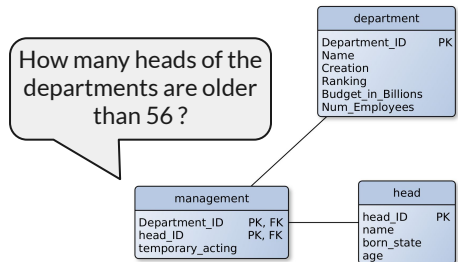 How many heads of the
departments are older
than 56 ?
department
Department_ID PK
Name
Creation
Ranking
Budget_in_Billions
Num_Employees
management
Department_ID PK, FK
head_ID PK, FK
temporary_acting
head
head_ID PK
name
born_state
age